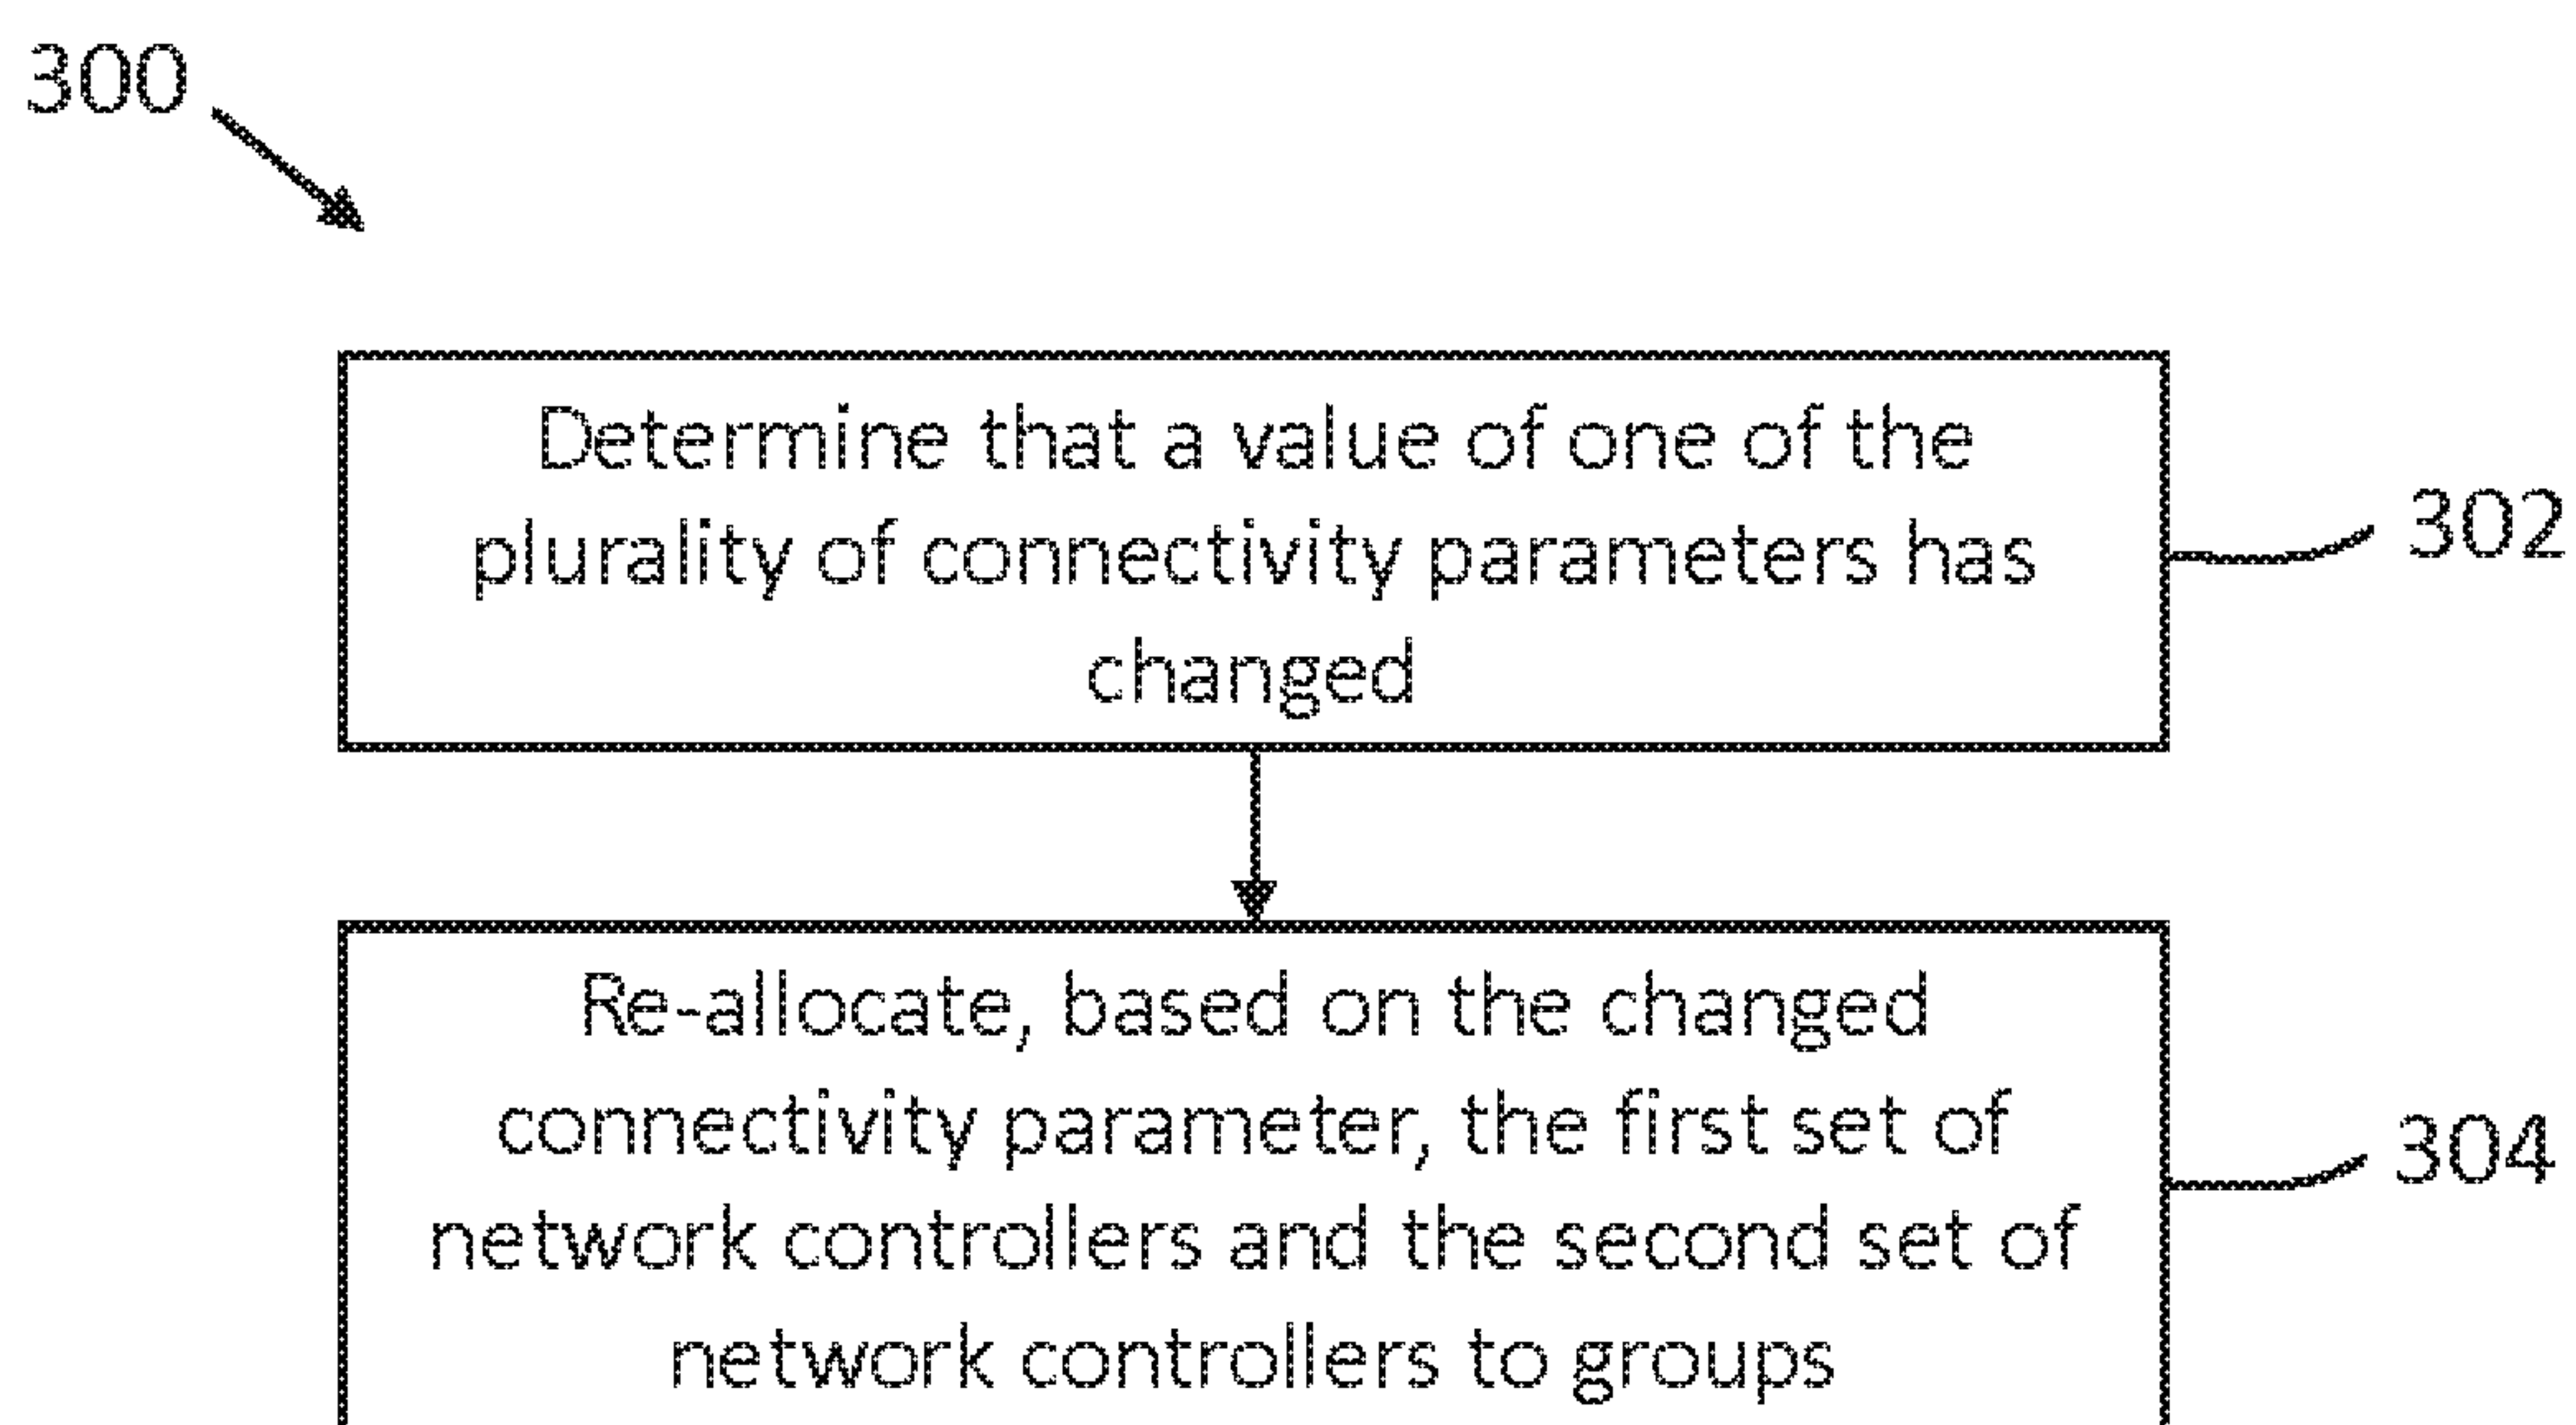 300
Determine that a value of one of the
plurality of connectivity parameters has
changed
302
Re-allocate, based on the changed
connectivity parameter, the first set of
network controllers and the second set of
network controllers to groups
304